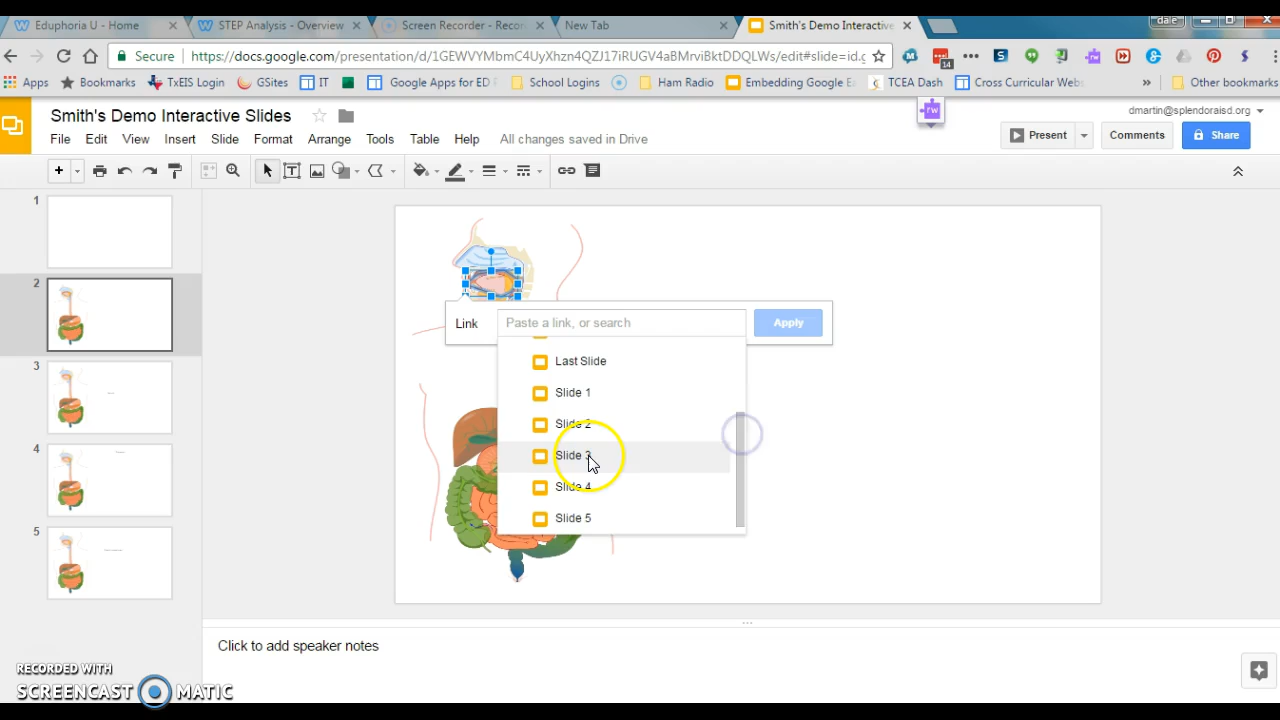 Eduphoria U - Home
STEP Analysis - Overview
Screen Recorder - Recor
New Tab
Smith's Demo Interactive
dale
Secure
https://docs.google.com/presentation/d/1GEWVYMbmC4UyXhzn4QZJ17iRUGV4aBMrviBktDDQLWs/edit#slide=id.g
14
Apps
Bookmarks
TxEIS Login
GSites
IT
Google Apps for ED
School Logins
Ham Radio
Embedding Google Ea
TCEA Dash
Cross Curricular Webs
»
Other bookmarks
Smith's Demo Interactive Slides
rw
dmartin@splendoraisd.org
File Edit View Insert Format Arrange Tools Table Help All changes saved in Drive
Present
Comments
Share
1
2
3
4
5
Link
Paste a link, or search
Apply
Last Slide
Slide 1
Slide 2
Slide 3
Slide 4
Slide 5
Click to add speaker notes
RECORDED WITH
SCREENCAST MATIC